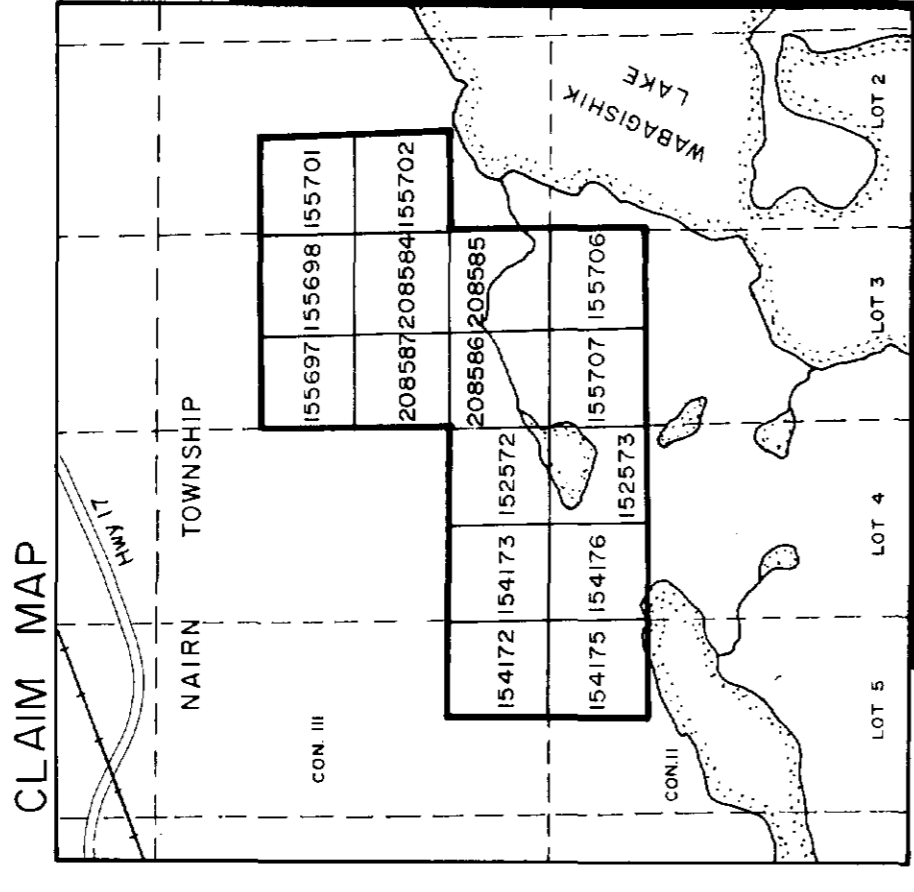 CLAIM MAP
HWY 17
NAIRN TOWNSHIP
CON. III
155697 155698 155701
208587 208584 155702
208586 208585
154172 154173 152572
154175 154176 152573 155707 155706
WABAGISHIK
LAKE
CON. II
LOT 5 LOT 4 LOT 3 LOT 2